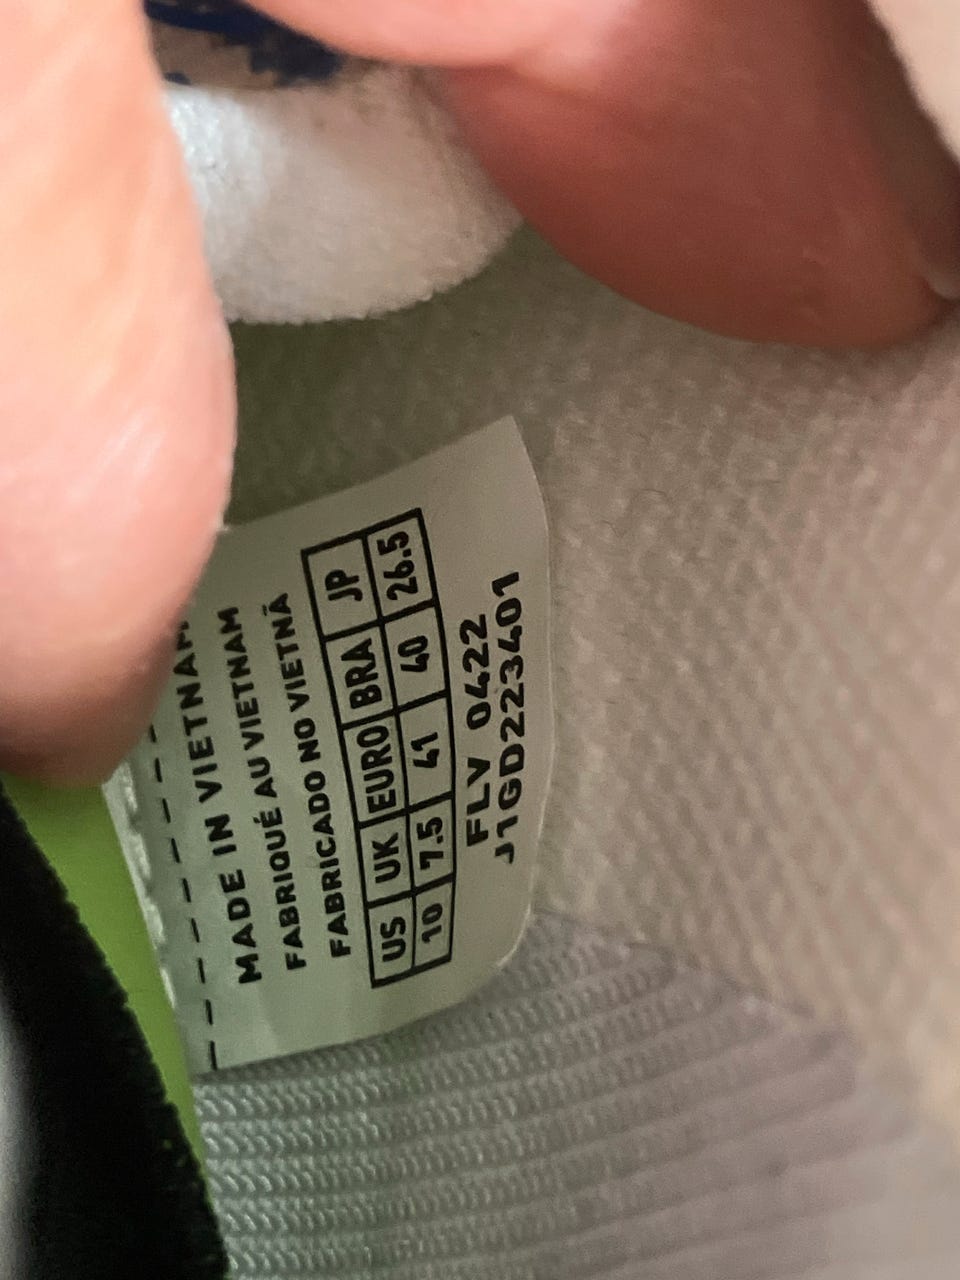 MADE IN VIETNAM
FABRIQUÉ AU VIETNAM
FABRICADO NO VIETNÃ
US UK EURO BRA JP
10 7.5 41 40 26.5
FLV 0422
J1GD223401